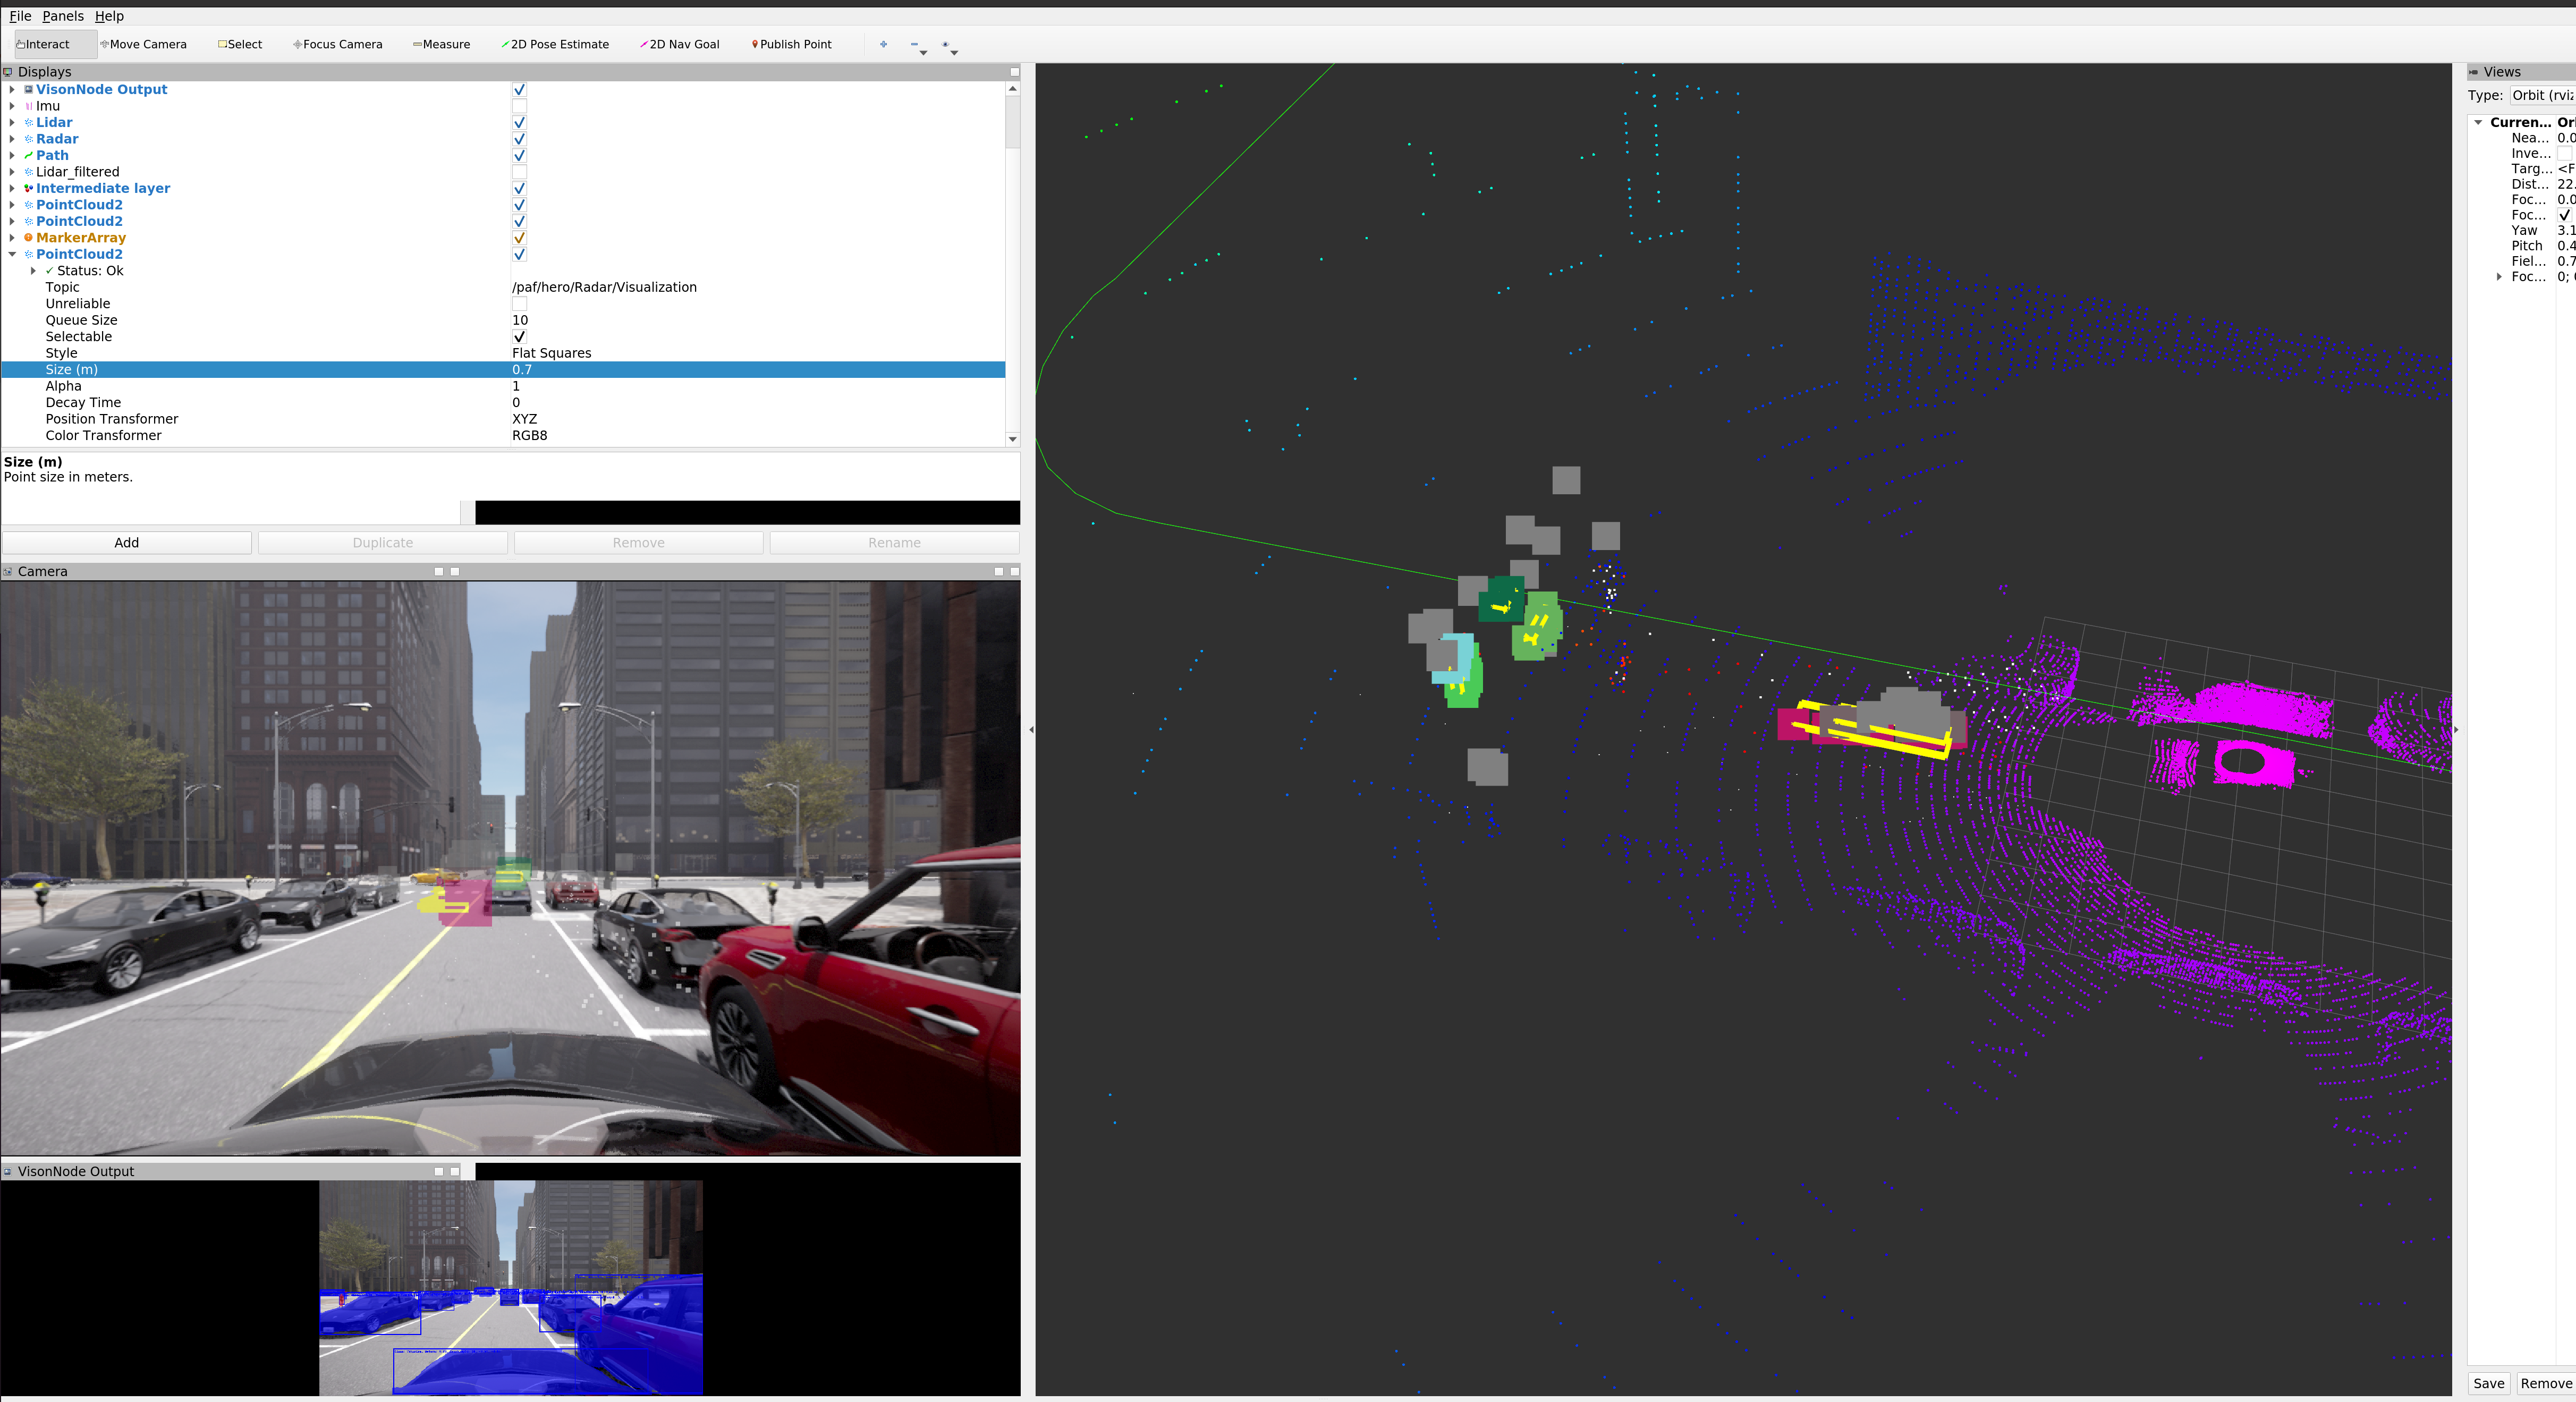 File Panels Help
Interact Move Camera Select Focus Camera Measure 2D Pose Estimate 2D Nav Goal Publish Point
Displays
VisonNode Output
Imu
Lidar
Radar
Path
Lidar_filtered
Intermediate layer
PointCloud2
PointCloud2
MarkerArray
PointCloud2
Status: Ok
Topic /paf/hero/Radar/Visualization
Unreliable
Queue Size 10
Selectable
Style Flat Squares
Size (m) 0.7
Alpha 1
Decay Time 0
Position Transformer XYZ
Color Transformer RGB8
Size (m)
Point size in meters.
Add Duplicate Remove Rename
Camera
VisonNode Output
Views
Type: Orbit (rviz
Curren... Or
Nea... 0.0
Inve...
Targ... <F
Dist... 22.
Foc... 0.0
Foc...
Yaw 3.1
Pitch 0.4
Fiel... 0.7
Foc... 0;
Save Remove